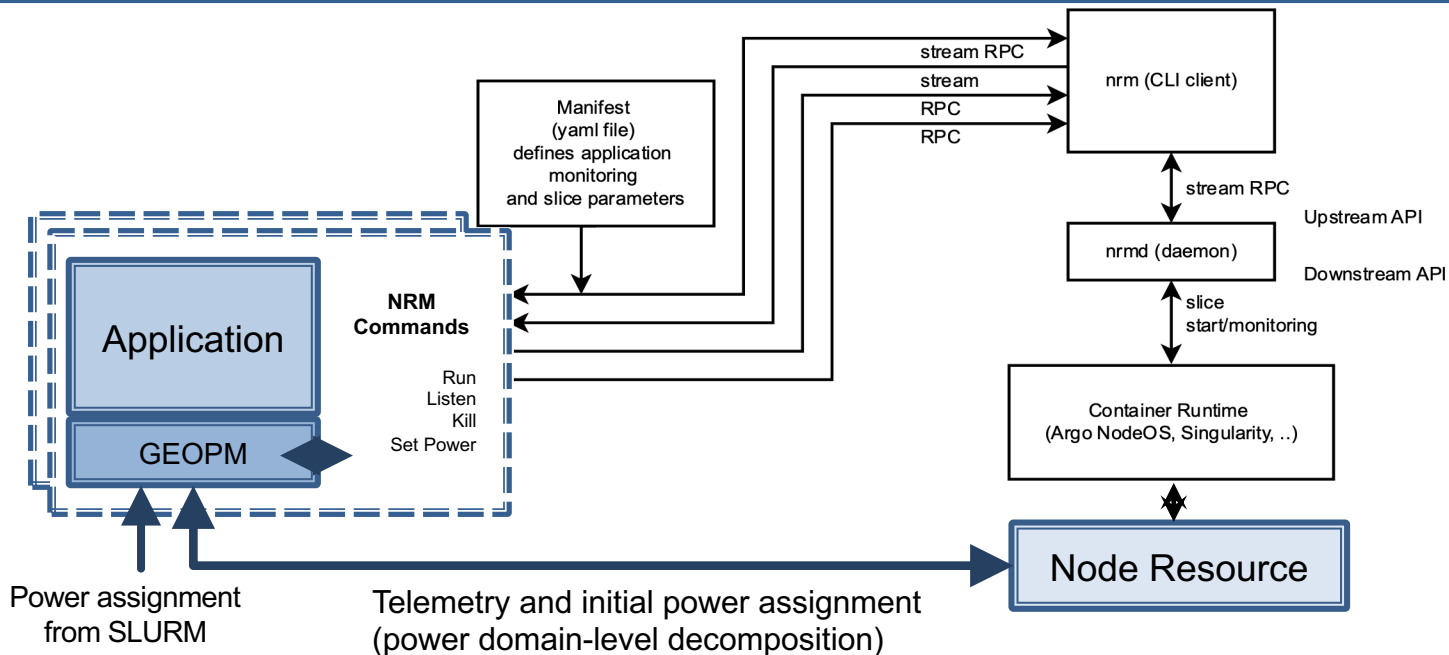 stream RPC
stream
RPC
RPC
nrm (CLI client)
Manifest
(yaml file)
defines application
monitoring
and slice parameters
stream RPC
Upstream API
nrmd (daemon)
Downstream API
slice
start/monitoring
Application
NRM
Commands
Run
Listen
Kill
Set Power
GEOPM
Container Runtime
(Argo NodeOS, Singularity, ..)
Node Resource
Power assignment
from SLURM
Telemetry and initial power assignment
(power domain-level decomposition)